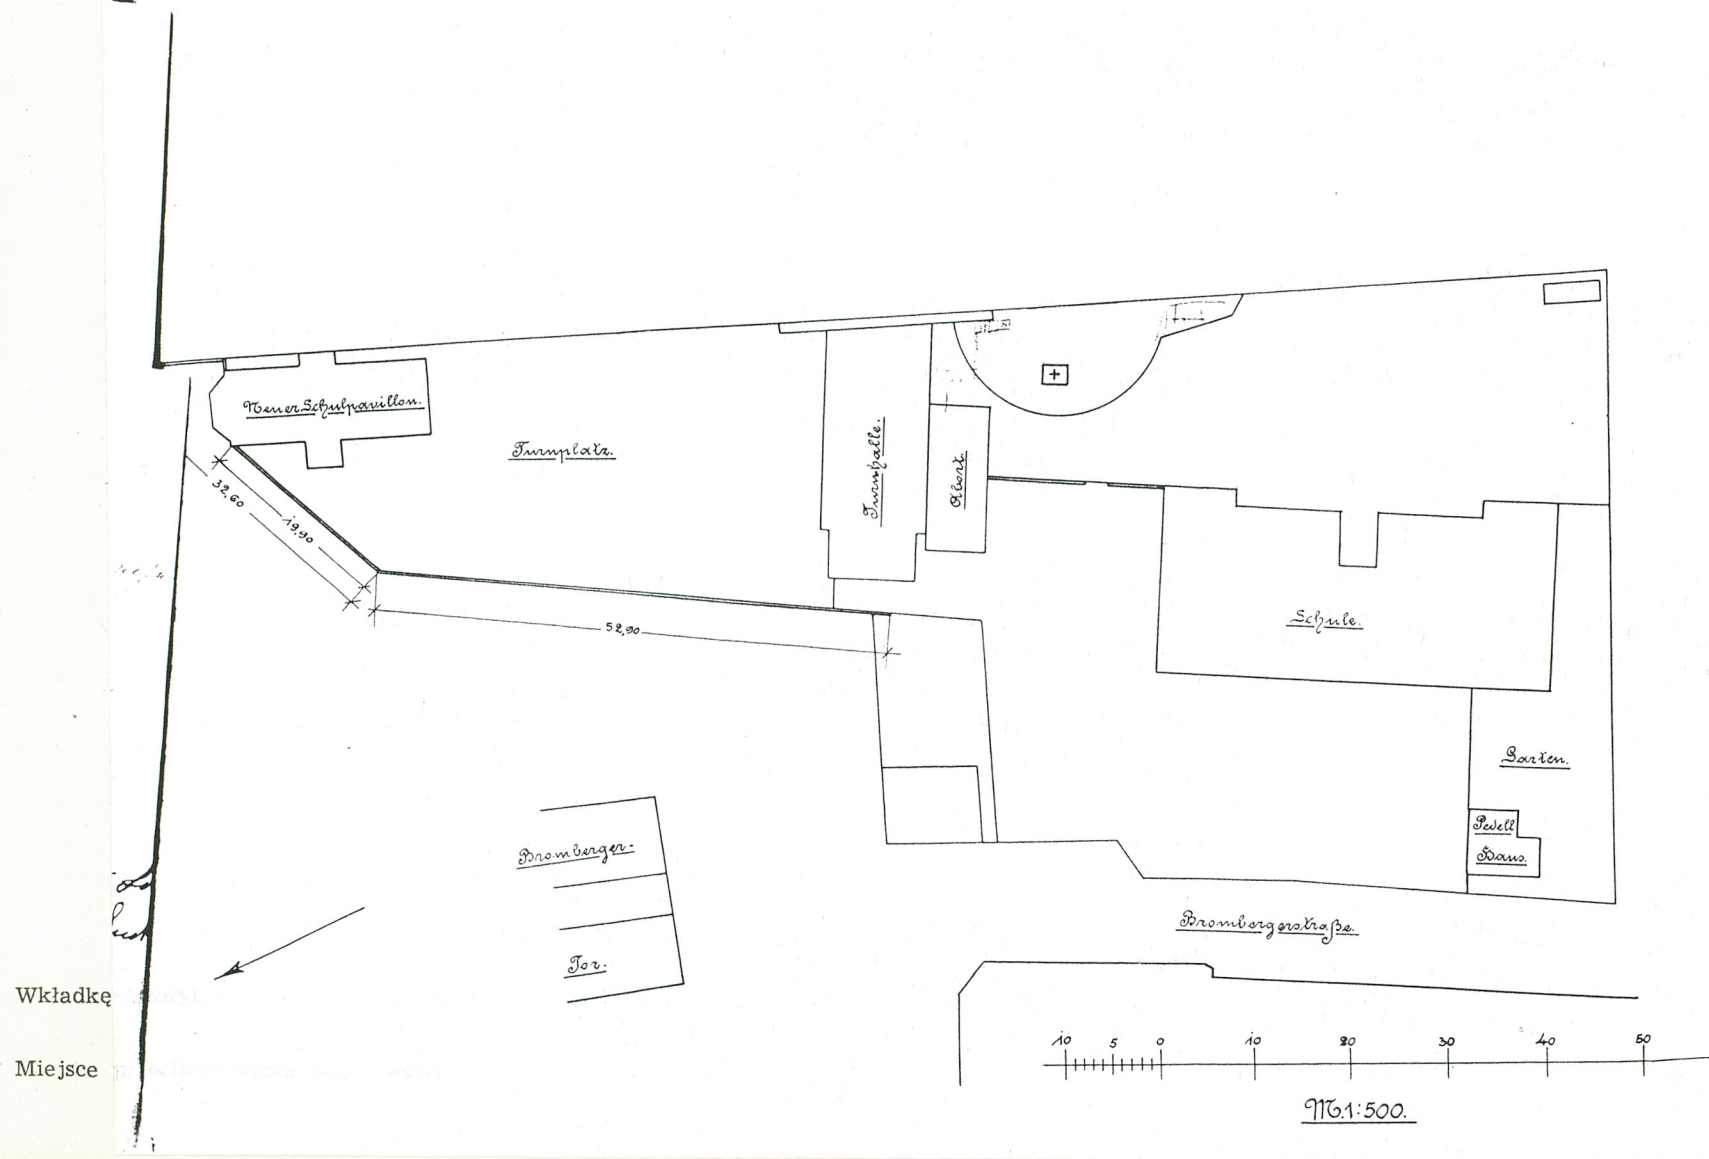 Neuer Schulpavillon.
Turnplatz.
Turnhalle.
Abort.
32,60
19,90
52,90
Schule.
Garten.
Pedell
Haus.
Bromberger-
Tor.
Brombergerstraße.
Wkładkę
Miejsce
10 5 0 10 20 30 40 50
M.1:500.